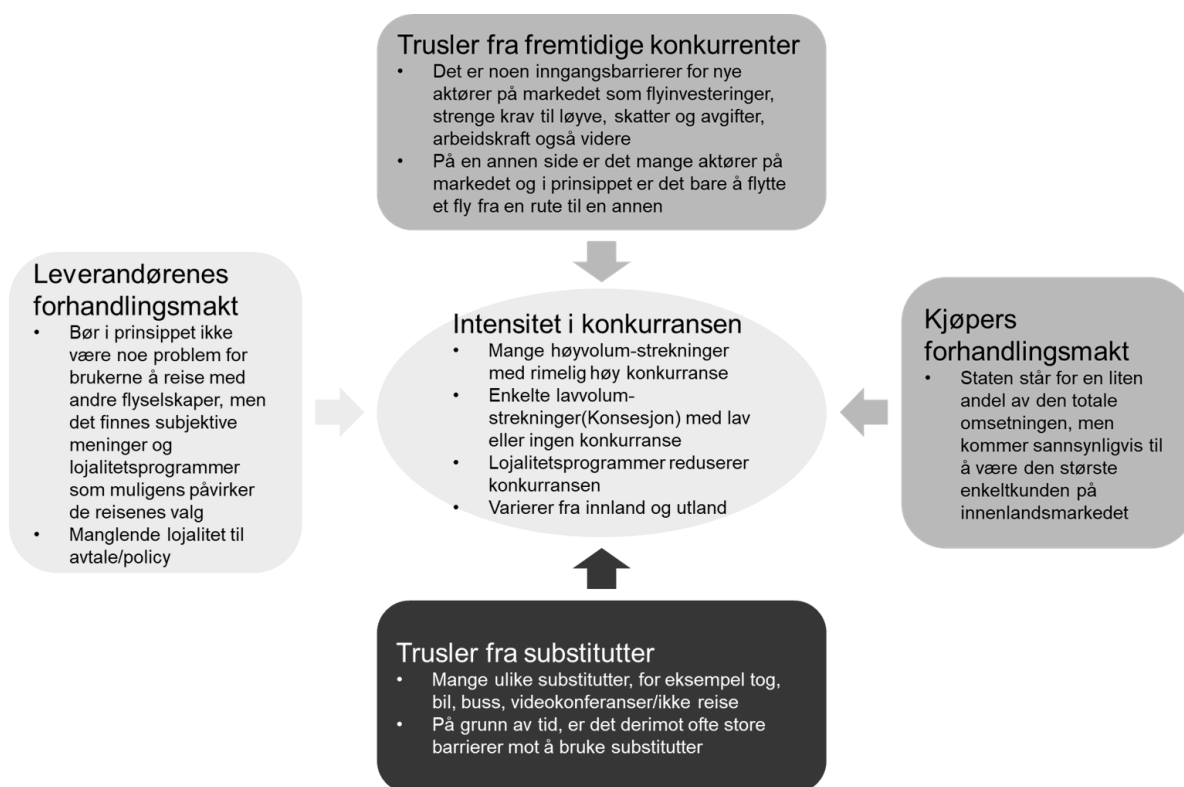 Trusler fra fremtidige konkurrenter
• Det er noen inngangsbarrierer for nye
aktører på markedet som flyinvesteringer,
strenge krav til løyve, skatter og avgifter,
arbeidskraft også videre
• På en annen side er det mange aktører på
markedet og i prinsippet er det bare å flytte
et fly fra en rute til en annen
Leverandørenes
forhandlingsmakt
• Bør i prinsippet ikke
være noe problem for
brukerne å reise med
andre flyselskaper, men
det finnes subjektive
meninger og
lojalitetsprogrammer
som muligens påvirker
de reisenes valg
• Manglende lojalitet til
avtale/policy
Intensitet i konkurransen
• Mange høyvolum-strekninger
med rimelig høy konkurranse
• Enkelte lavvolum-
strekninger(Konsesjon) med lav
eller ingen konkurranse
• Lojalitetsprogrammer reduserer
konkurransen
• Varierer fra innland og utland
Kjøpers
forhandlingsmakt
• Staten står for en liten
andel av den totale
omsetningen, men
kommer sannsynligvis til
å være den største
enkeltkunden på
innenlandsmarkedet
Trusler fra substitutter
• Mange ulike substitutter, for eksempel tog,
bil, buss, videokonferanser/ikke reise
• På grunn av tid, er det derimot ofte store
barrierer mot å bruke substitutter